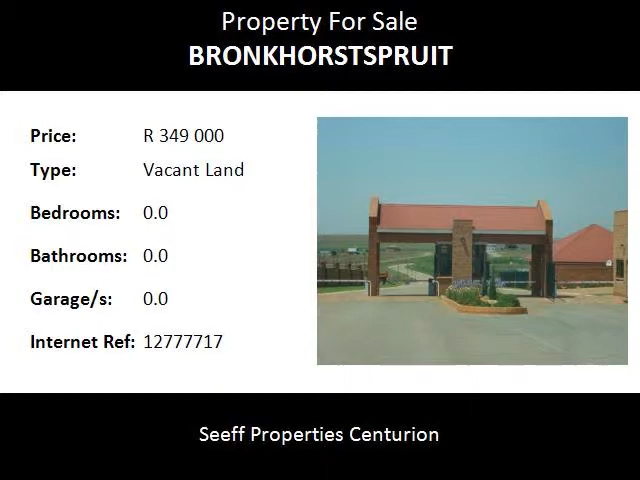 Property For Sale
BRONKHORSTSPRUIT
Price: R 349 000
Type: Vacant Land
Bedrooms: 0.0
Bathrooms: 0.0
Garage/s: 0.0
Internet Ref: 12777717
Seeff Properties Centurion